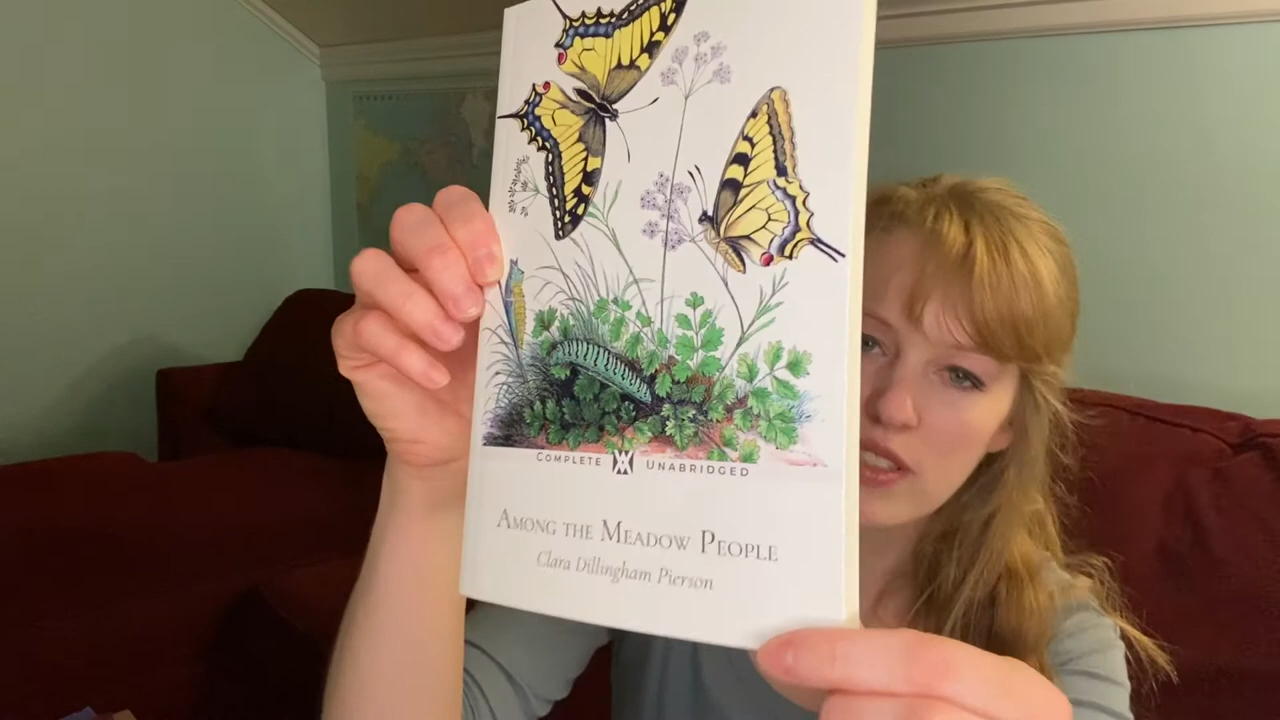 COMPLETE UNABRIDGED
AMONG THE MEADOW PEOPLE
Clara Dillingham Pierson